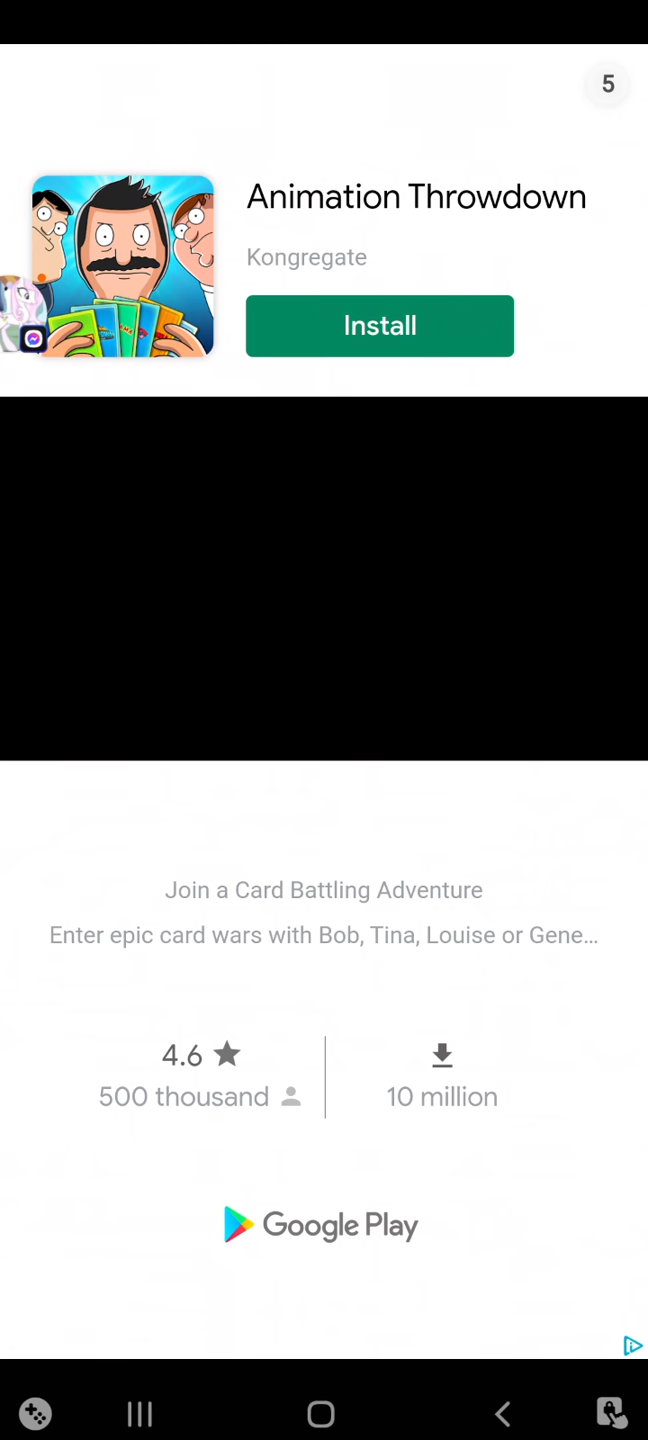 5
Animation Throwdown
Kongregate
Install
Join a Card Battling Adventure
Enter epic card wars with Bob, Tina, Louise or Gene...
4.6
500 thousand
10 million
Google Play